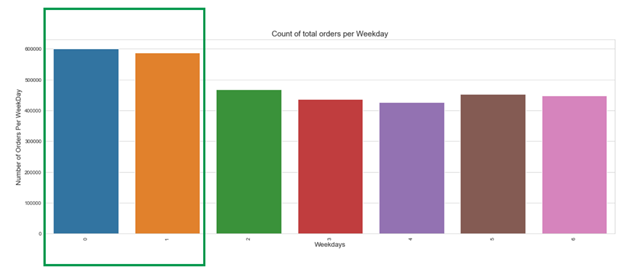 Count of total orders per Weekday
Number of Orders Per WeekDay
600000
500000
400000
300000
200000
100000
0
0 1 2 3 4 5 6
Weekdays